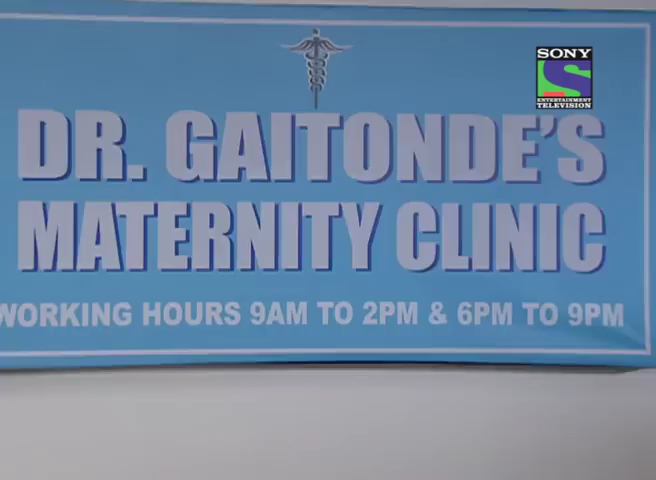 SONY
ENTERTAINMENT
TELEVISION
DR. GAITONDE'S
MATERNITY CLINIC
WORKING HOURS 9AM TO 2PM & 6PM TO 9PM